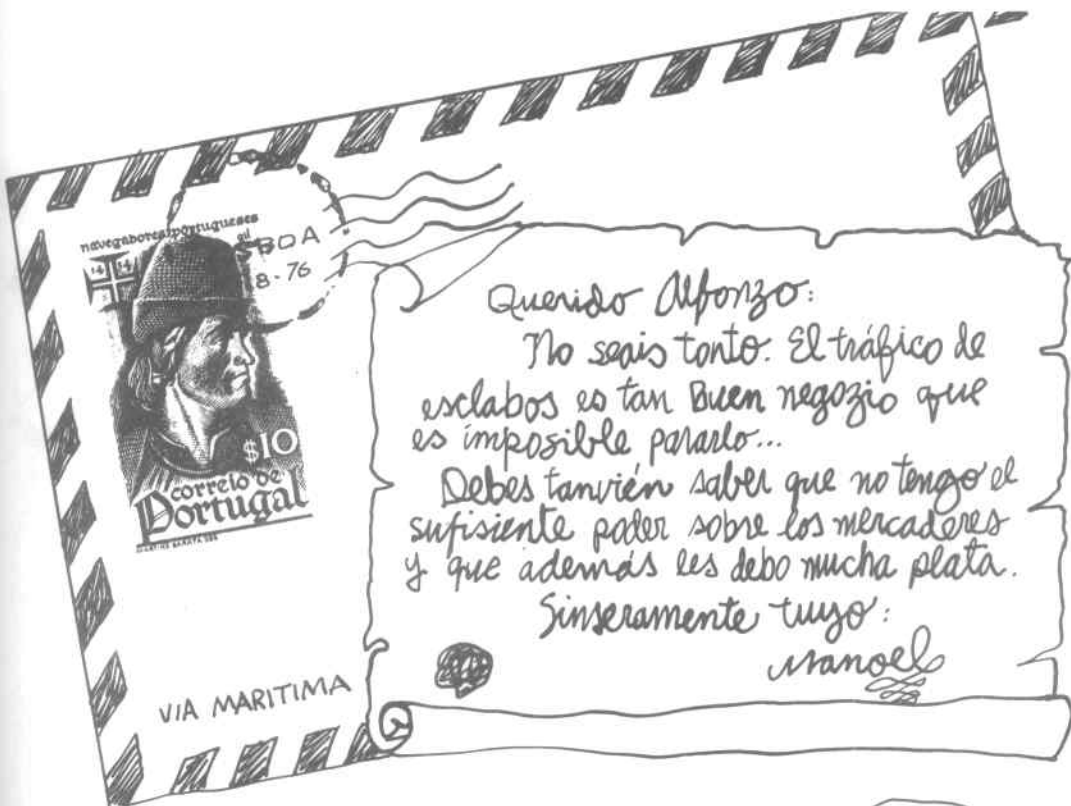 navegadores portugueses
gil
SBOA
8-76
$10
correio de
Portugal
VIA MARITIMA
Querido Alfonzo:
No seais tonto. El tráfico de
esclabos es tan Buen negozio que
es imposible pararlo...
Debes tanvién saber que no tengo el
sufisiente poder sobre los mercaderes
y que además les debo mucha plata.
Sinseramente tuyo:
Manoel